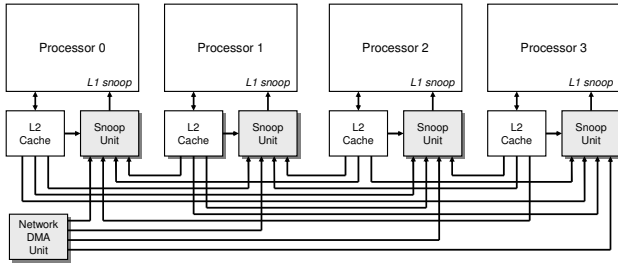 Processor 0
Processor 1
Processor 2
Processor 3
L1 snoop
L1 snoop
L1 snoop
L1 snoop
L2
Cache
Snoop
Unit
L2
Cache
Snoop
Unit
L2
Cache
Snoop
Unit
L2
Cache
Snoop
Unit
Network
DMA
Unit